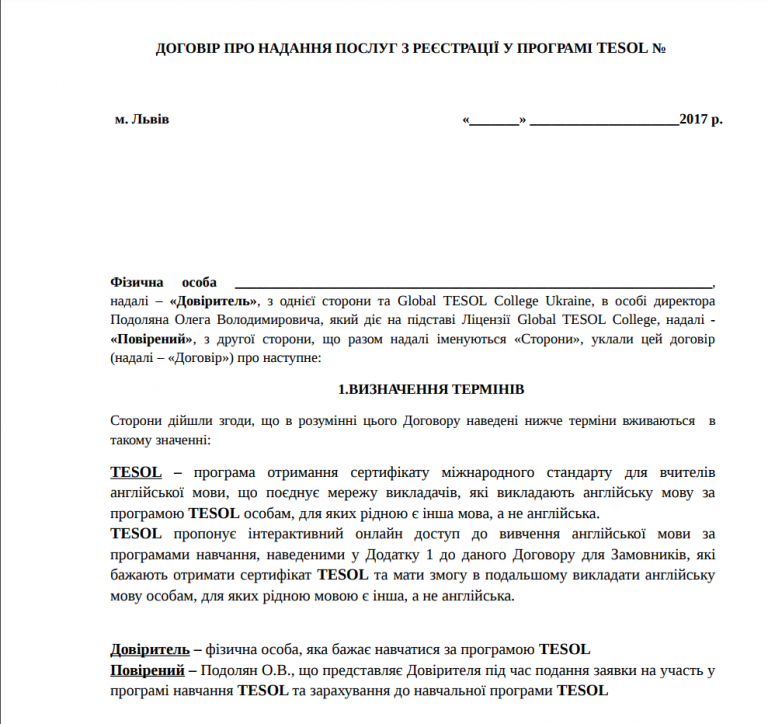 ДОГОВІР ПРО НАДАННЯ ПОСЛУГ З РЕЄСТРАЦІЇ У ПРОГРАМІ TESOL №
м. Львів «_______» _____________________2017 р.
Фізична особа ___________________________________________________________________,
надалі – «Довіритель», з однієї сторони та Global TESOL College Ukraine, в особі директора
Подоляна Олега Володимировича, який діє на підставі Ліцензії Global TESOL College, надалі -
«Повірений», з другої сторони, що разом надалі іменуються «Сторони», уклали цей договір
(надалі – «Договір») про наступне:
1.ВИЗНАЧЕННЯ ТЕРМІНІВ
Сторони дійшли згоди, що в розумінні цього Договору наведені нижче терміни вживаються в
такому значенні:
TESOL – програма отримання сертифікату міжнародного стандарту для вчителів
англійської мови, що поєднує мережу викладачів, які викладають англійську мову за
програмою TESOL особам, для яких рідною є інша мова, а не англійська.
TESOL пропонує інтерактивний онлайн доступ до вивчення англійської мови за
програмами навчання, наведеними у Додатку 1 до даного Договору для Замовників, які
бажають отримати сертифікат TESOL та мати змогу в подальшому викладати англійську
мову особам, для яких рідною мовою є інша, а не англійська.
Довіритель – фізична особа, яка бажає навчатися за програмою TESOL
Повірений – Подолян О.В., що представляє Довірителя під час подання заявки на участь у
програмі навчання TESOL та зарахування до навчальної програми TESOL